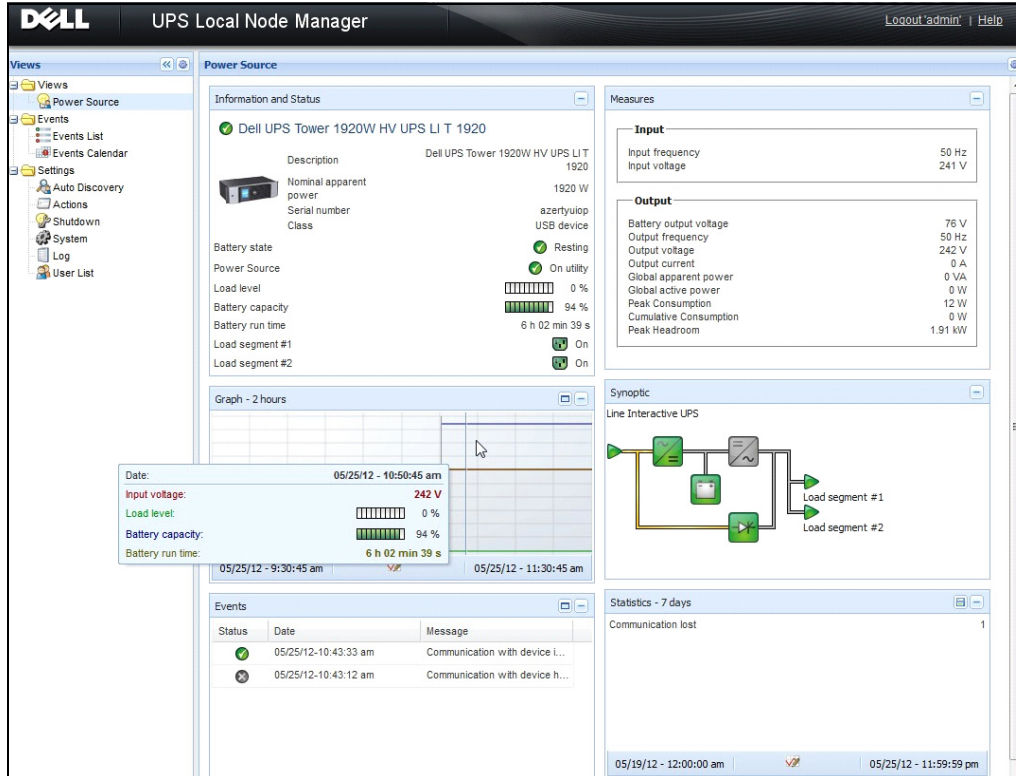 DELL UPS Local Node Manager Logout 'admin' | Help
Views
Views
Power Source
Events
Events List
Events Calendar
Settings
Auto Discovery
Actions
Shutdown
System
Log
User List
Power Source
Information and Status
Dell UPS Tower 1920W HV UPS LI T 1920
Description Dell UPS Tower 1920W HV UPS LI T
1920
Nominal apparent
power 1920 W
Serial number azertyuiop
Class USB device
Battery state Resting
Power Source On utility
Load level 0 %
Battery capacity 94 %
Battery run time 6 h 02 min 39 s
Load segment #1 On
Load segment #2 On
Measures
Input
Input frequency 50 Hz
Input voltage 241 V
Output
Battery output voltage 76 V
Output frequency 50 Hz
Output voltage 242 V
Output current 0 A
Global apparent power 0 VA
Global active power 0 W
Peak Consumption 12 W
Cumulative Consumption 0 W
Peak Headroom 1.91 kW
Graph - 2 hours
Date: 05/25/12 - 10:50:45 am
Input voltage: 242 V
Load level: 0 %
Battery capacity: 94 %
Battery run time: 6 h 02 min 39 s
05/25/12 - 9:30:45 am 05/25/12 - 11:30:45 am
Synoptic
Line Interactive UPS
Load segment #1
Load segment #2
Events
Status Date Message
05/25/12-10:43:33 am Communication with device i...
05/25/12-10:43:12 am Communication with device h...
Statistics - 7 days
Communication lost 1
05/19/12 - 12:00:00 am 05/25/12 - 11:59:59 pm